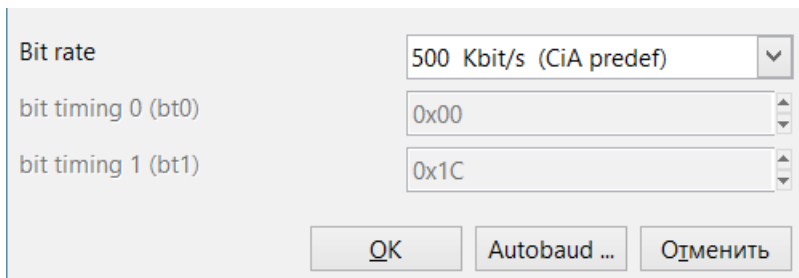 Bit rate
500 Kbit/s (CiA predef)
bit timing 0 (bt0)
0x00
bit timing 1 (bt1)
0x1C
OK
Autobaud ...
Отменить